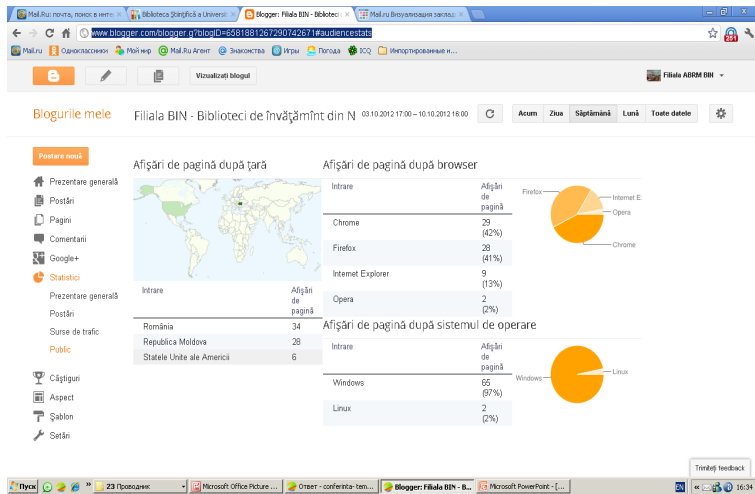 Mail.Ru: почта, поиск в инте
Biblioteca Ştiinţifică a Universit
Blogger: Filiala BIN - Bibliotec
Mail.ru Визуализация заклад
www.blogger.com/blogger.g?blogID=6581881267290742671#audiencestats
251
Mail.ru
Одноклассники
Мой мир
Mail.Ru Агент
Знакомства
Игры
Погода
ICQ
Импортированные и...
Vizualizați blogul
Filiala ABRM BIN
Blogurile mele
Filiala BIN - Biblioteci de învăţămînt din N
03.10.2012 17:00 – 10.10.2012 16:00
Acum
Ziua
Săptămână
Lună
Toate datele
Postare nouă
Prezentare generală
Postări
Pagini
Comentarii
Google+
Statistici
Prezentare generală
Postări
Surse de trafic
Public
Câștiguri
Aspect
Șablon
Setări
Afişări de pagină după ţară
Intrare
Afişări
de
pagină
România 34
Republica Moldova 28
Statele Unite ale Americii 6
Afişări de pagină după browser
Intrare
Afişări
de
pagină
Chrome 29
(42%)
Firefox 28
(41%)
Internet Explorer 9
(13%)
Opera 2
(2%)
Firefox
Internet E:
Opera
Chrome
Afişări de pagină după sistemul de operare
Intrare
Afişări
de
pagină
Windows 65
(97%)
Linux 2
(2%)
Windows
Linux
Trimiteți feedback
Пуск
23 Проводник
Microsoft Office Picture ...
Ответ - conferinta- tem...
Blogger: Filiala BIN - B...
Microsoft PowerPoint - [...
EN
16:34